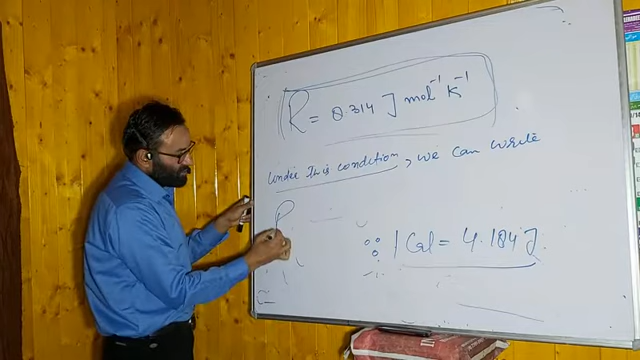 R = 8.314 J mol⁻¹ K⁻¹
Under this condition, we can write
R
∵ 1 Cal = 4.184 J.